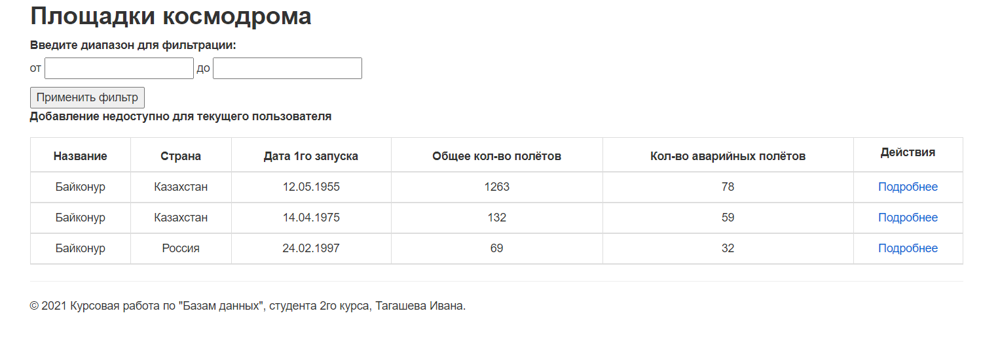 Площадки космодрома
Введите диапазон для фильтрации:
от до
Применить фильтр
Добавление недоступно для текущего пользователя
Название Страна Дата 1го запуска Общее кол-во полётов Кол-во аварийных полётов Действия
Байконур Казахстан 12.05.1955 1263 78 Подробнее
Байконур Казахстан 14.04.1975 132 59 Подробнее
Байконур Россия 24.02.1997 69 32 Подробнее
© 2021 Курсовая работа по "Базам данных", студента 2го курса, Тагашева Ивана.